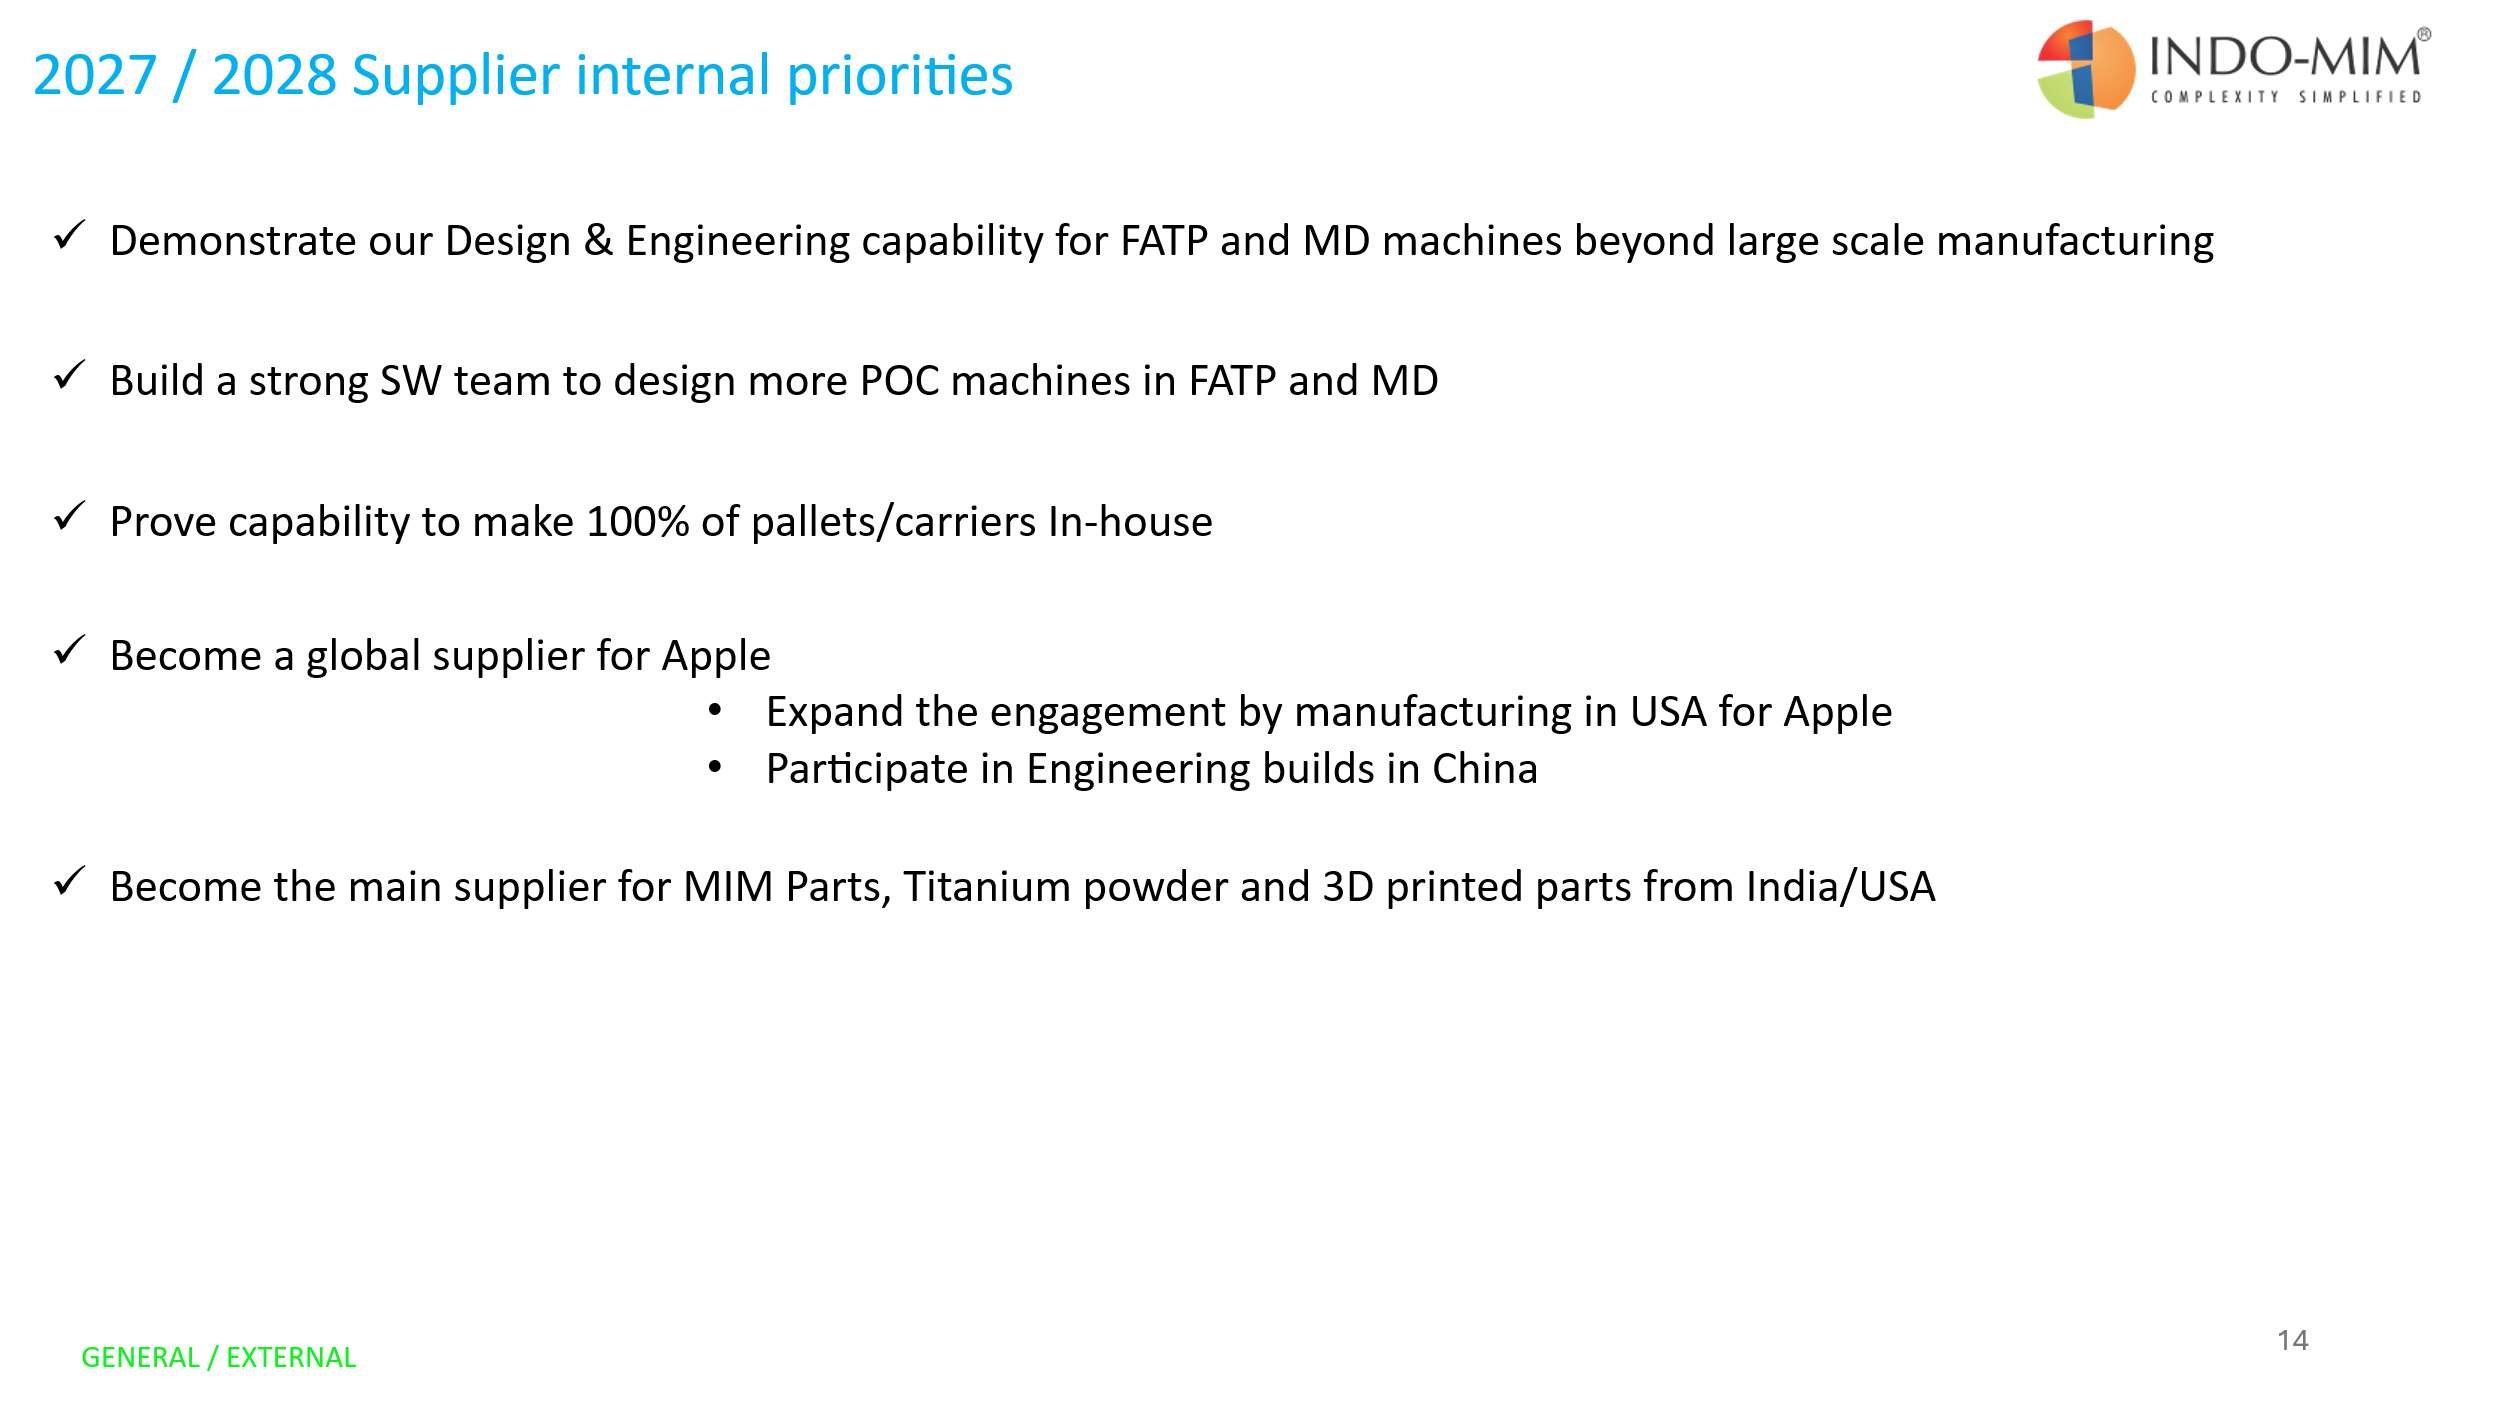 2027 / 2028 Supplier internal priorities
INDO-MIM®
COMPLEXITY SIMPLIFIED
✓ Demonstrate our Design & Engineering capability for FATP and MD machines beyond large scale manufacturing
✓ Build a strong SW team to design more POC machines in FATP and MD
✓ Prove capability to make 100% of pallets/carriers In-house
✓ Become a global supplier for Apple
• Expand the engagement by manufacturing in USA for Apple
• Participate in Engineering builds in China
✓ Become the main supplier for MIM Parts, Titanium powder and 3D printed parts from India/USA
GENERAL / EXTERNAL
14